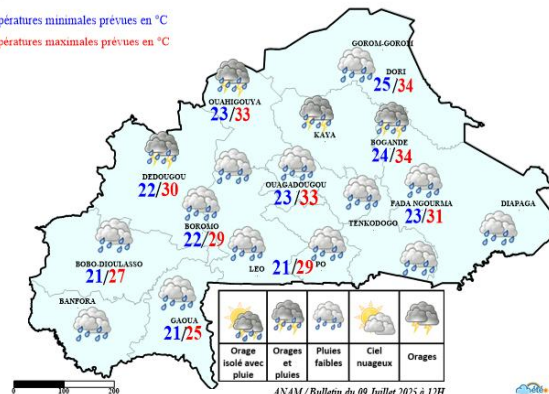 pératures minimales prévues en °C
pératures maximales prévues en °C
GOROM-GOROM
DORI
25/34
OUAHIGOUYA
23/33
KAYA
BOGANDE
24/34
DEDOUGOU
22/30
OUAGADOUGOU
23/33
FADA NGOURMA
23/31
DIAPAGA
TENKODOGO
BOROMO
22/29
BOBO-DIOULASSO
21/27
LEO
21/29
PO
BANFORA
GAOUA
21/25
Orage isolé avec pluie
Orages et pluies
Pluies faibles
Ciel nuageux
Orages
0 100 200
ANAM / Bulletin du 09 Juillet 2025 à 12H